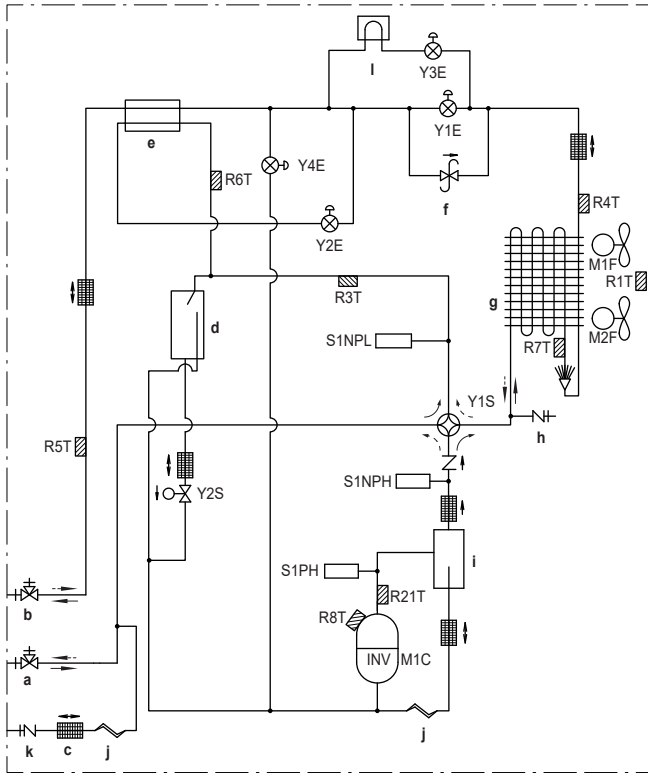 l
Y3E
Y1E
e
Y4E
R6T
f
R4T
Y2E
M1F
R1T
R3T
d
g
S1NPL
M2F
R7T
Y1S
h
R5T
S1NPH
Y2S
S1PH
i
R21T
R8T
b
INV
M1C
a
j
k
c
j